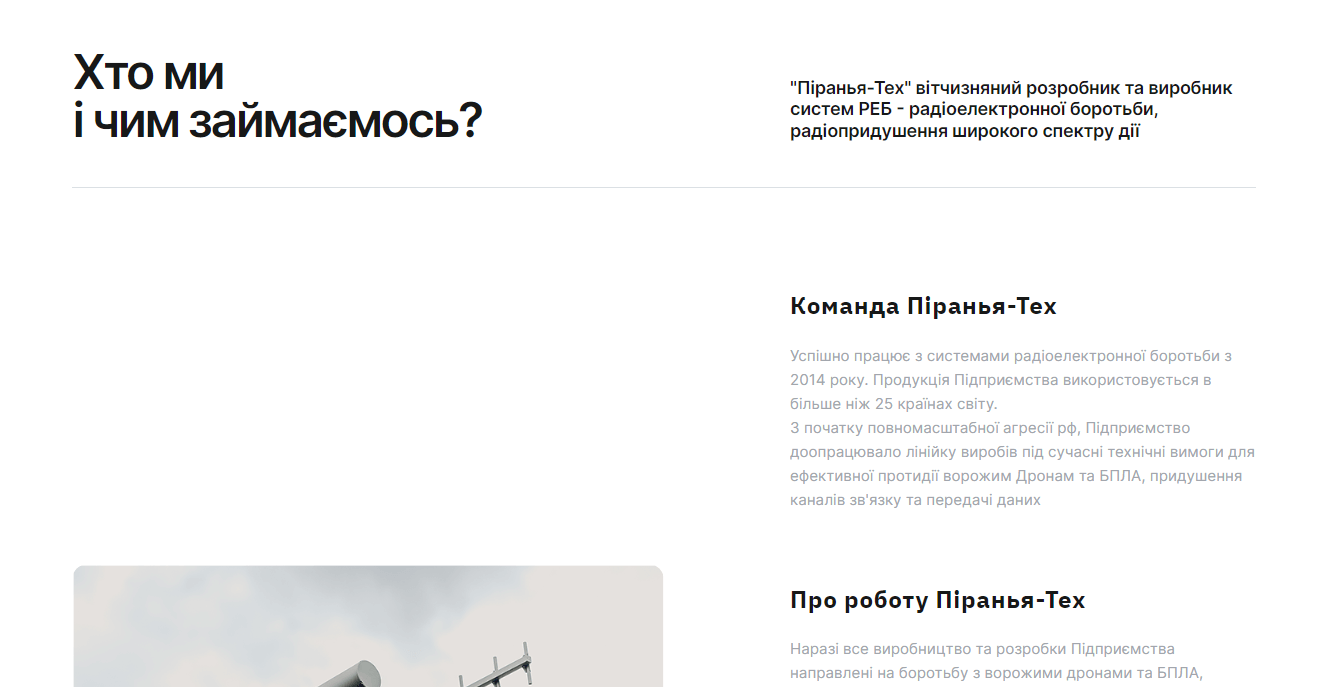 Хто ми
і чим займаємось?
"Піранья-Тех" вітчизняний розробник та виробник
систем РЕБ - радіоелектронної боротьби,
радіопридушення широкого спектру дії
Команда Піранья-Тех
Успішно працює з системами радіоелектронної боротьби з
2014 року. Продукція Підприємства використовується в
більше ніж 25 країнах світу.
З початку повномасштабної агресії рф, Підприємство
доопрацювало лінійку виробів під сучасні технічні вимоги для
ефективної протидії ворожим Дронам та БПЛА, придушення
каналів зв'язку та передачі даних
Про роботу Піранья-Тех
Наразі все виробництво та розробки Підприємства
направлені на боротьбу з ворожими дронами та БПЛА,